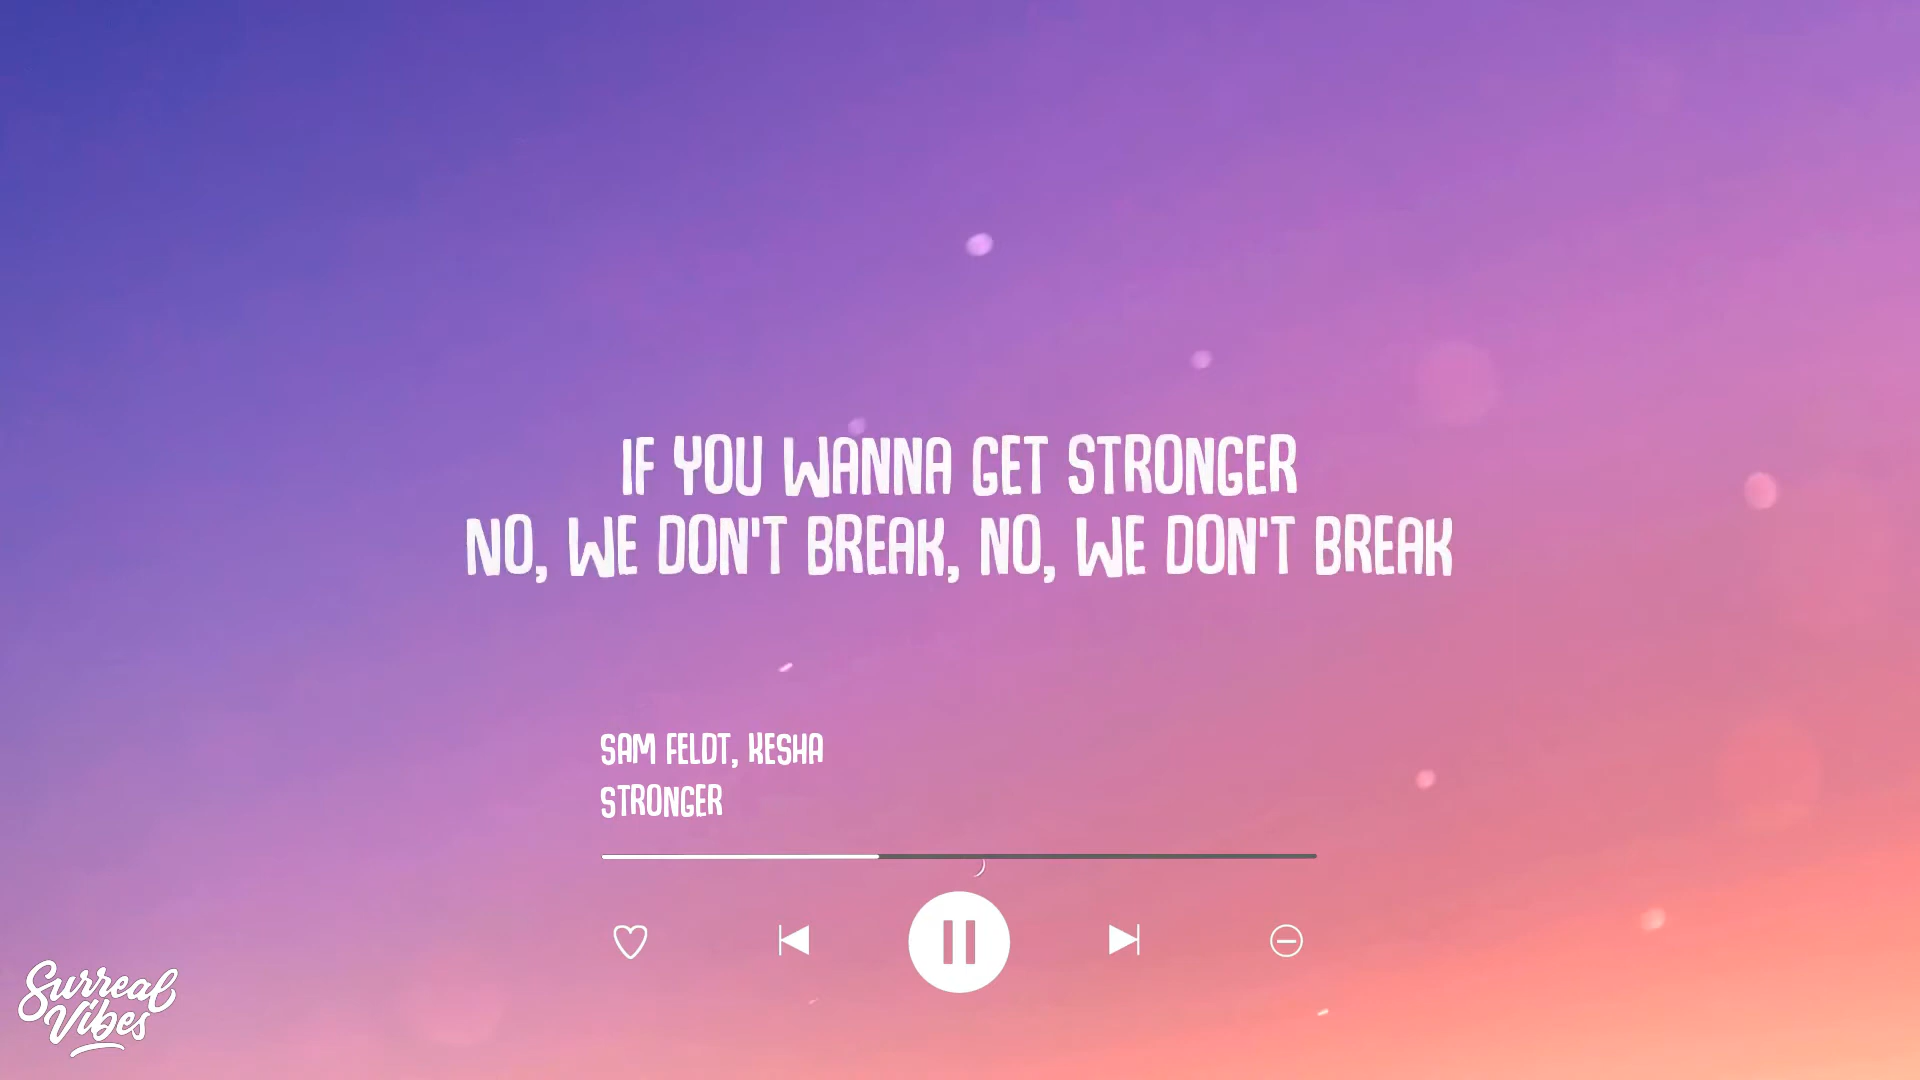 IF YOU WANNA GET STRONGER
NO, WE DON'T BREAK, NO, WE DON'T BREAK
SAM FELDT, KESHA
STRONGER
Surreal
Vibes